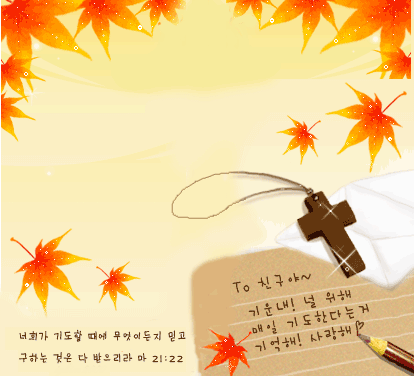 To 친구야~
기운내! 널 위해
매일 기도한다는거
기억해! 사랑해♡
너희가 기도할 때에 무엇이든지 믿고
구하는 것은 다 받으리라 마 21:22